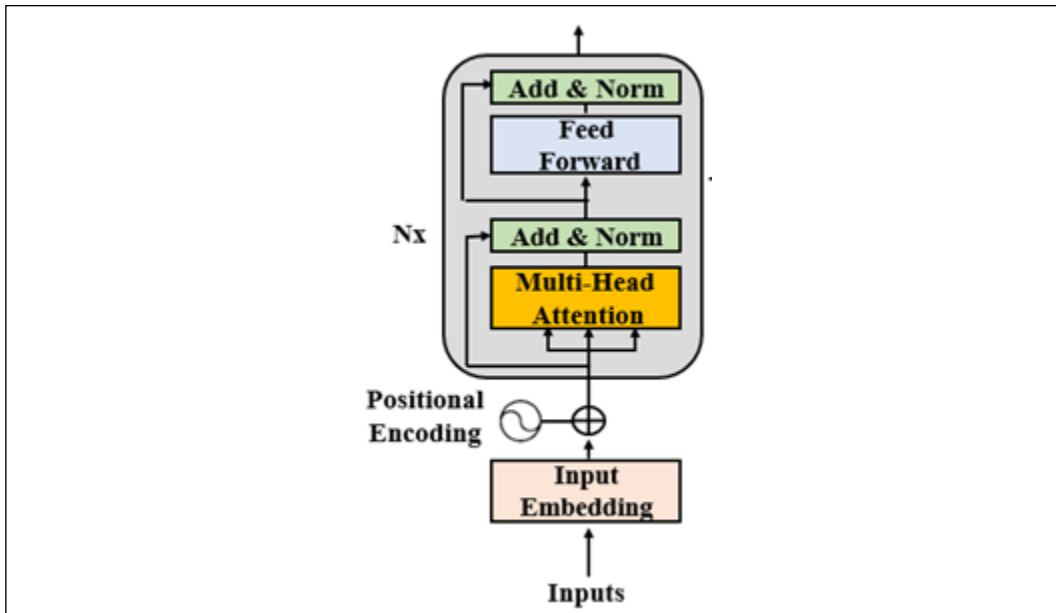 Add & Norm
Feed
Forward
Nx
Add & Norm
Multi-Head
Attention
Positional
Encoding
Input
Embedding
Inputs